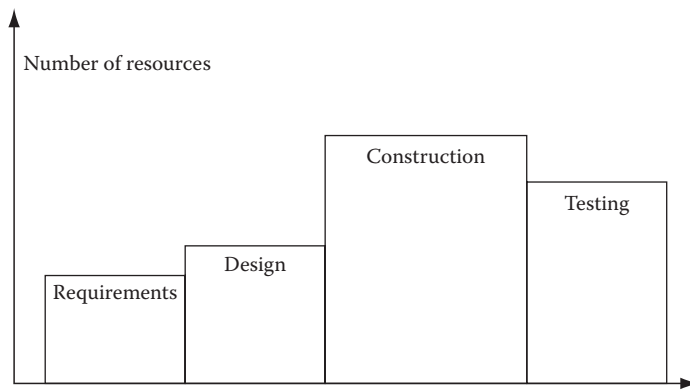 Number of resources
Construction
Testing
Design
Requirements